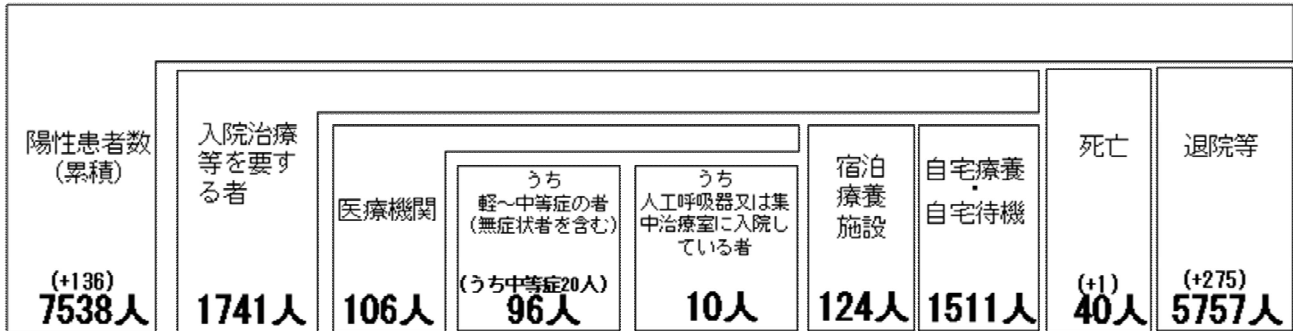 陽性患者数
(累積)
(+136)
7538人
入院治療
等を要す
る者
1741人
医療機関
106人
うち
軽～中等症の者
(無症状者を含む)
(うち中等症20人)
96人
うち
人工呼吸器又は集
中治療室に入院し
ている者
10人
宿泊
療養
施設
124人
自宅療養
・
自宅待機
1511人
死亡
(+1)
40人
退院等
(+275)
5757人